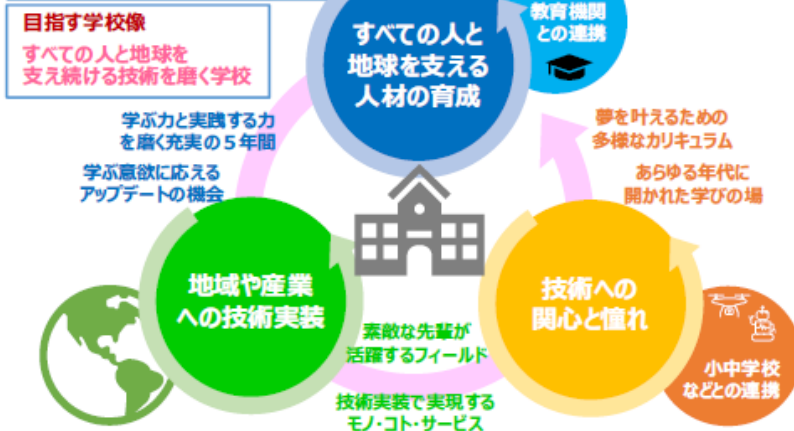 目指す学校像
すべての人と地球を
支え続ける技術を磨く学校
すべての人と
地球を支える
人材の育成
教育機関
との連携
学ぶ力と実践する力
を磨く充実の5年間
学ぶ意欲に応える
アップデートの機会
夢を叶えるための
多様なカリキュラム
あらゆる年代に
開かれた学びの場
地域や産業
への技術実装
技術への
関心と憧れ
素敵な先輩が
活躍するフィールド
技術実装で実現する
モノ・コト・サービス
小中学校
などとの連携